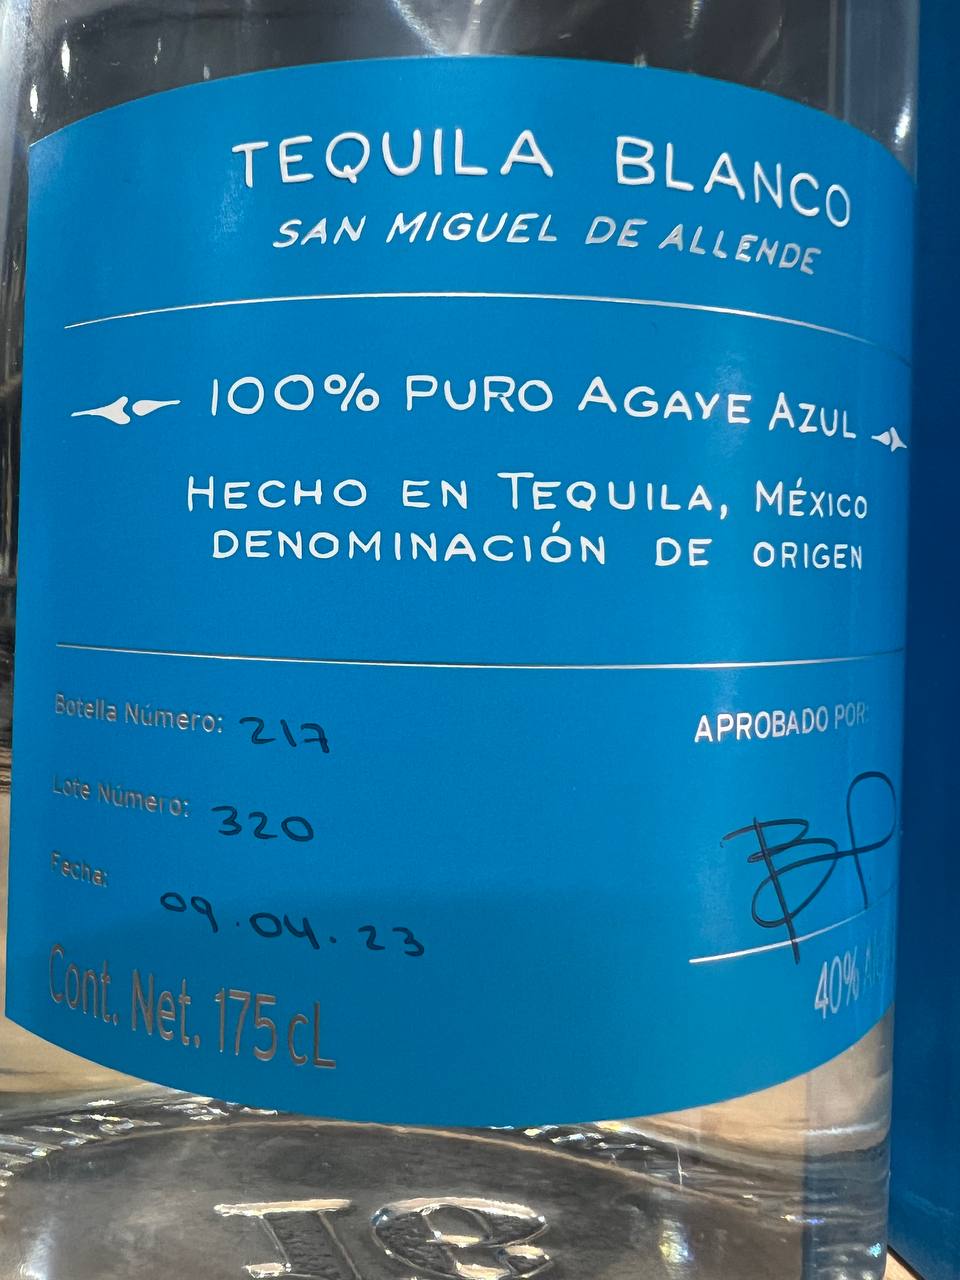 TEQUILA BLANCO
SAN MIGUEL DE ALLENDE
100% PURO AGAVE AZUL
HECHO EN TEQUILA, MÉXICO
DENOMINACIÓN DE ORIGEN
Botella Número: 217
Lote Número: 320
Fecha: 09.04.23
APROBADO POR:
Cont. Net. 175 cL
40%